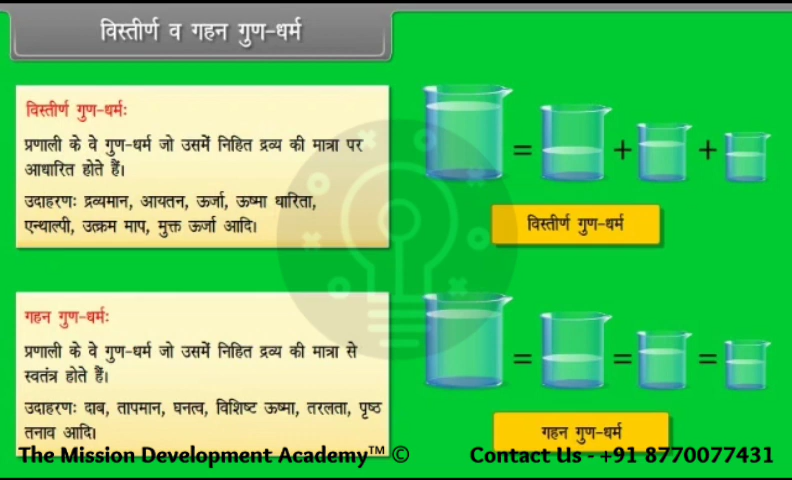 विस्तीर्ण व गहन गुण-धर्म
विस्तीर्ण गुण-धर्म:
प्रणाली के वे गुण-धर्म जो उसमें निहित द्रव्य की मात्रा पर
आधारित होते हैं।
उदाहरण: द्रव्यमान, आयतन, ऊर्जा, ऊष्मा धारिता,
एन्थाल्पी, उत्क्रम माप, मुक्त ऊर्जा आदि।
= + +
विस्तीर्ण गुण-धर्म
गहन गुण-धर्म:
प्रणाली के वे गुण-धर्म जो उसमें निहित द्रव्य की मात्रा से
स्वतंत्र होते हैं।
उदाहरण: दाब, तापमान, घनत्व, विशिष्ट ऊष्मा, तरलता, पृष्ठ
तनाव आदि।
= = =
गहन गुण-धर्म
The Mission Development Academy™ ©
Contact Us - +91 8770077431